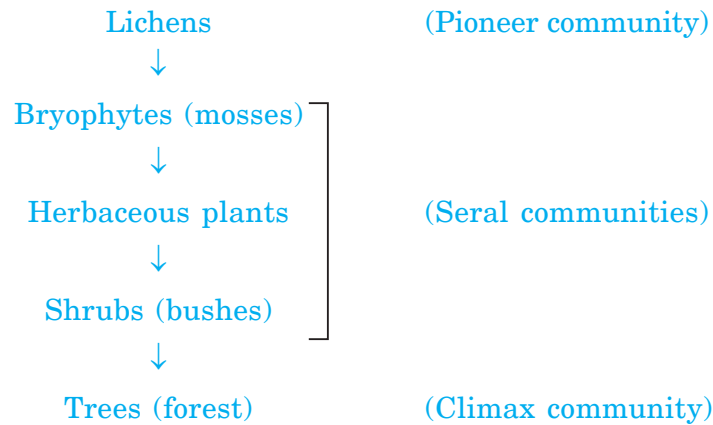 Lichens (Pioneer community)
↓
Bryophytes (mosses)
↓
Herbaceous plants (Seral communities)
↓
Shrubs (bushes)
↓
Trees (forest) (Climax community)